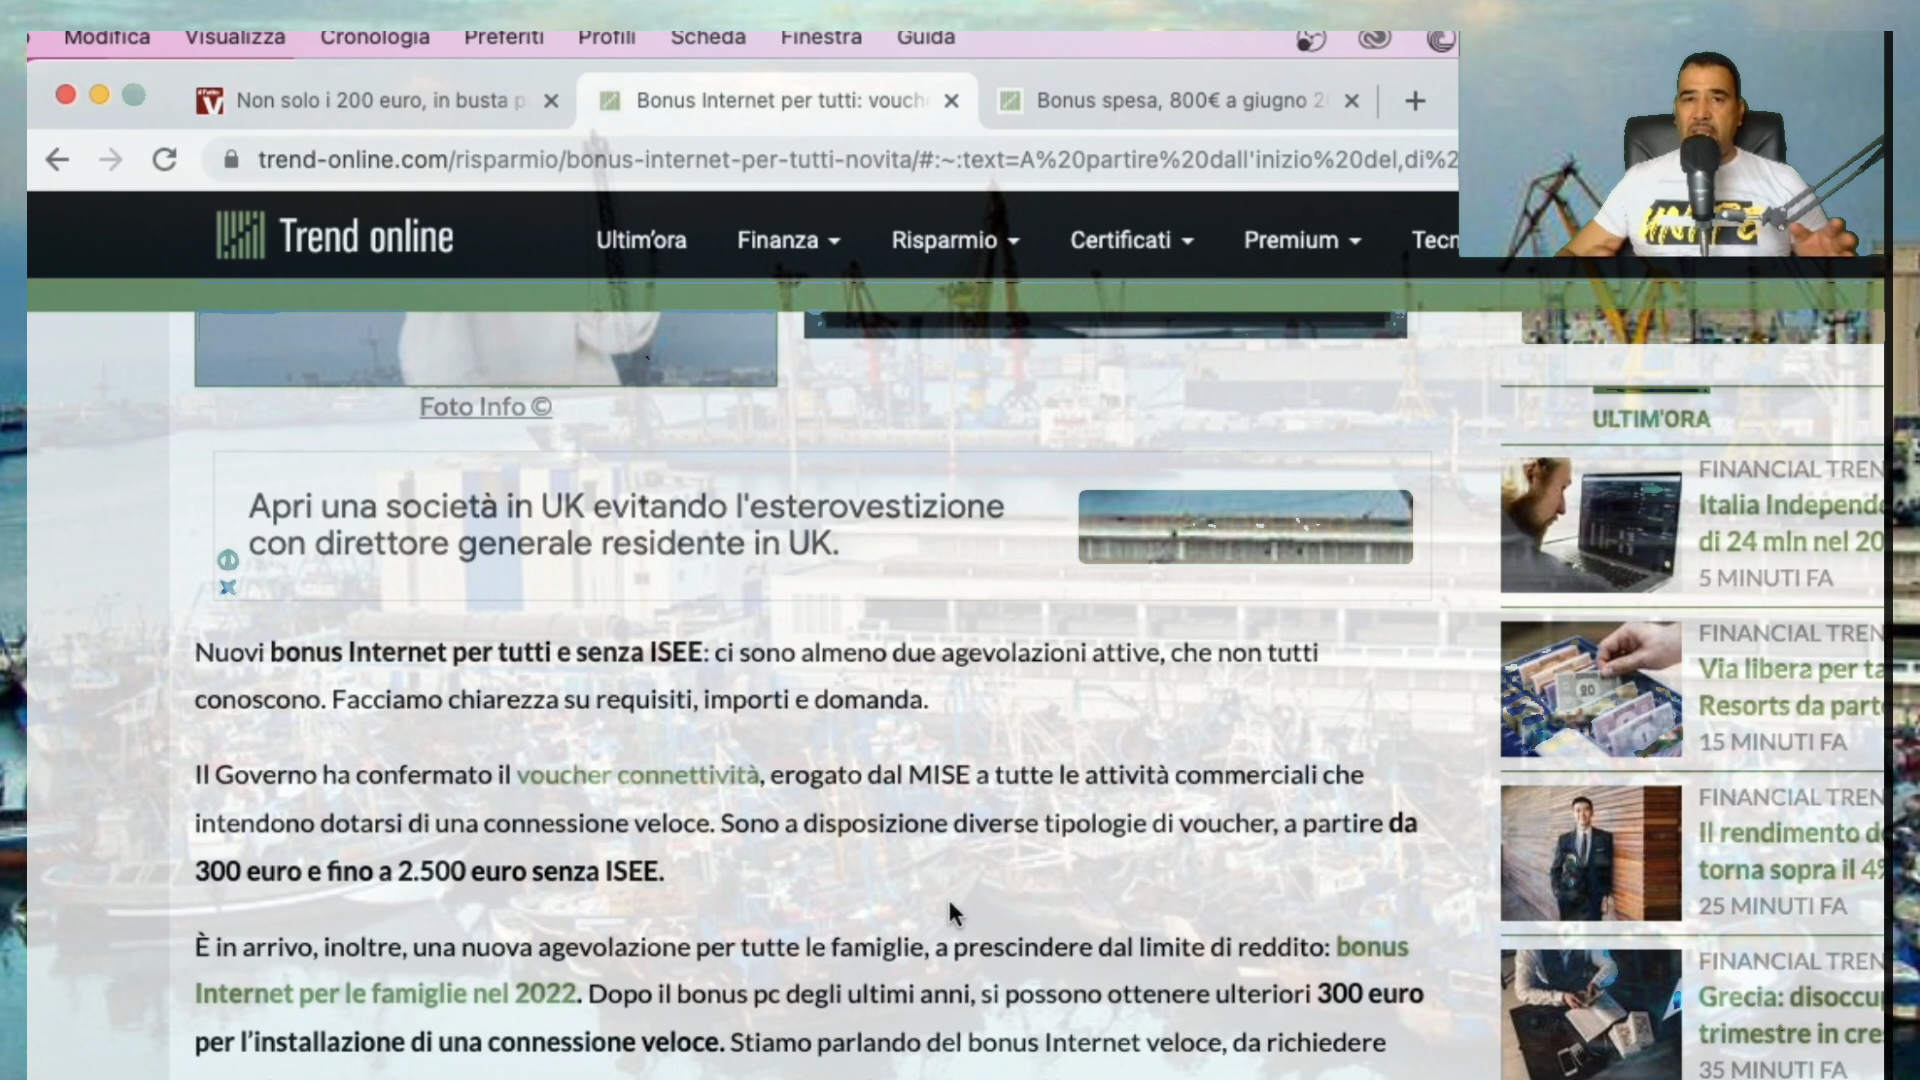 Modifica Visualizza Cronologia Preferiti Profili Scheda Finestra Guida
Non solo i 200 euro, in busta p
Bonus Internet per tutti: vouch
Bonus spesa, 800€ a giugno 2
trend-online.com/risparmio/bonus-internet-per-tutti-novita/#:~:text=A%20partire%20dall'inizio%20del,di%2
Trend online
Ultim'ora Finanza Risparmio Certificati Premium Tecn
Foto Info ©
Apri una società in UK evitando l'esterovestizione
con direttore generale residente in UK.
Nuovi bonus Internet per tutti e senza ISEE: ci sono almeno due agevolazioni attive, che non tutti
conoscono. Facciamo chiarezza su requisiti, importi e domanda.
Il Governo ha confermato il voucher connettività, erogato dal MISE a tutte le attività commerciali che
intendono dotarsi di una connessione veloce. Sono a disposizione diverse tipologie di voucher, a partire da
300 euro e fino a 2.500 euro senza ISEE.
È in arrivo, inoltre, una nuova agevolazione per tutte le famiglie, a prescindere dal limite di reddito: bonus
Internet per le famiglie nel 2022. Dopo il bonus pc degli ultimi anni, si possono ottenere ulteriori 300 euro
per l'installazione di una connessione veloce. Stiamo parlando del bonus Internet veloce, da richiedere
ULTIM'ORA
FINANCIAL TREN
Italia Independe
di 24 mln nel 20
5 MINUTI FA
FINANCIAL TREN
Via libera per ta
Resorts da parte
15 MINUTI FA
FINANCIAL TREN
Il rendimento de
torna sopra il 4%
25 MINUTI FA
FINANCIAL TREN
Grecia: disoccup
trimestre in cre
35 MINUTI FA